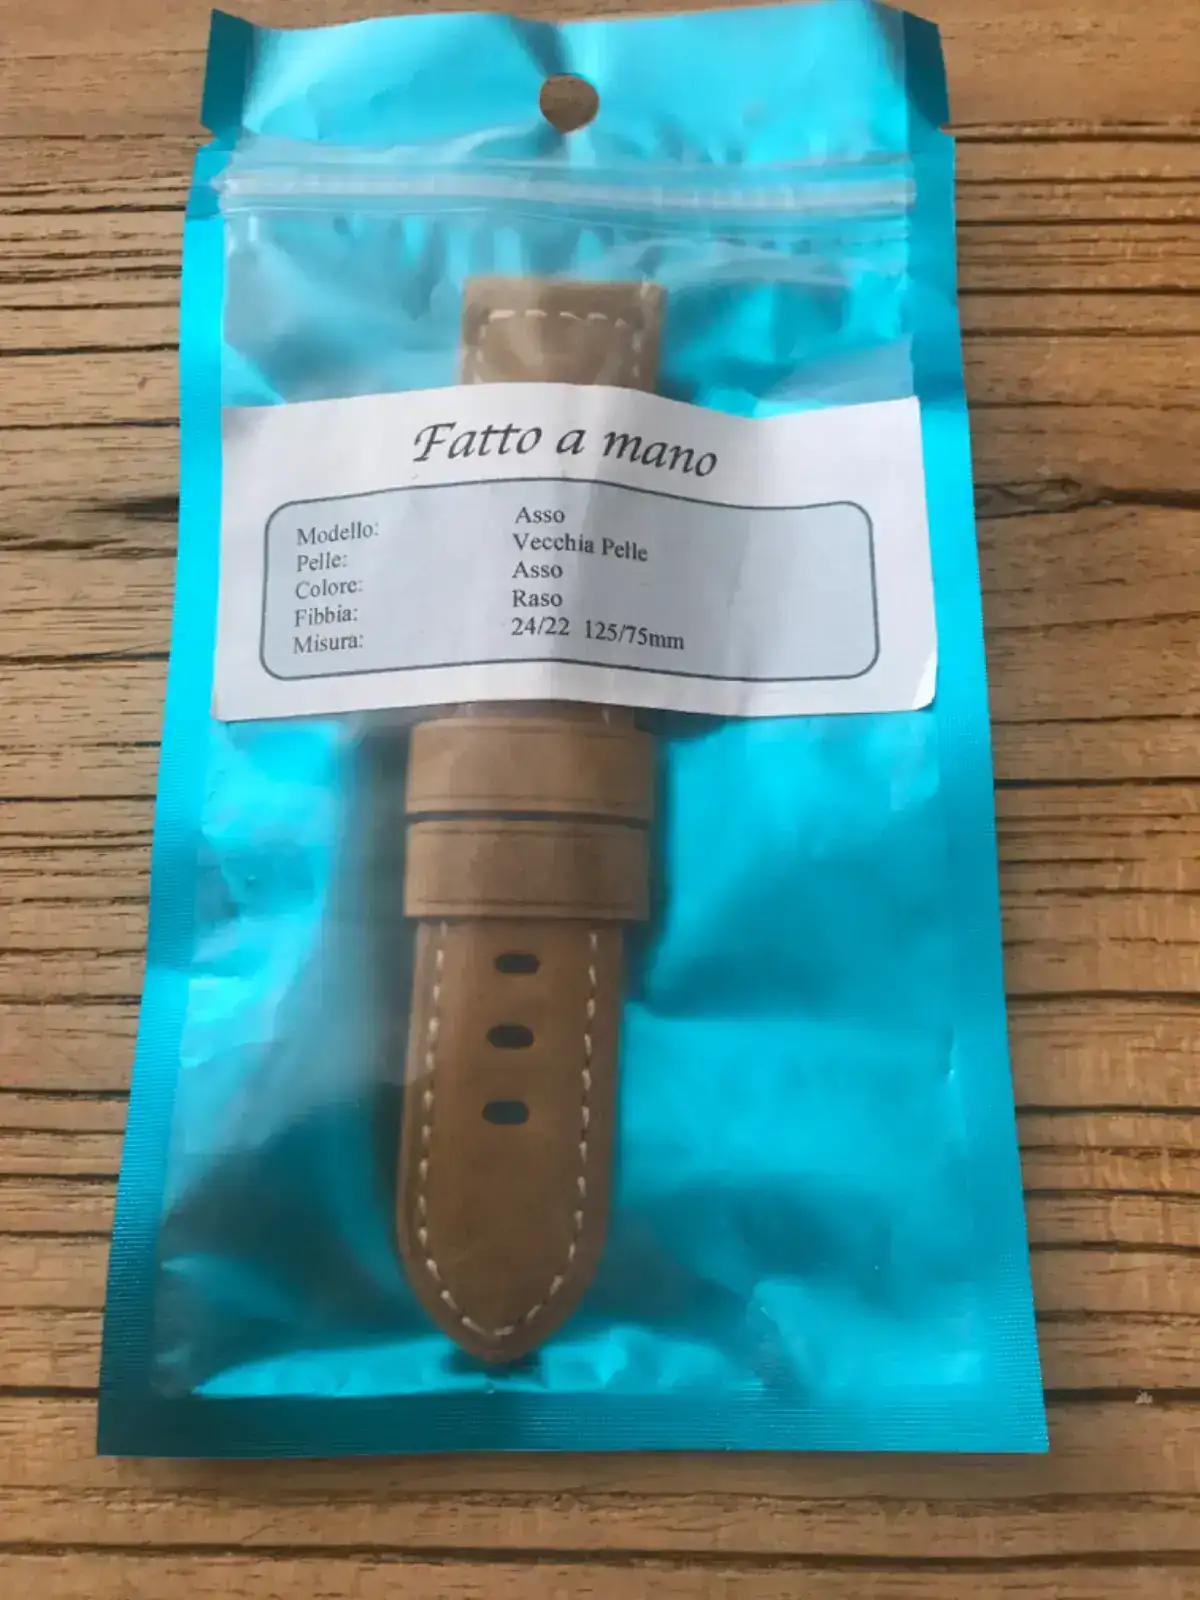 Fatto a mano
Modello: Asso
Pelle: Vecchia Pelle
Colore: Asso
Fibbia: Raso
Misura: 24/22 125/75mm